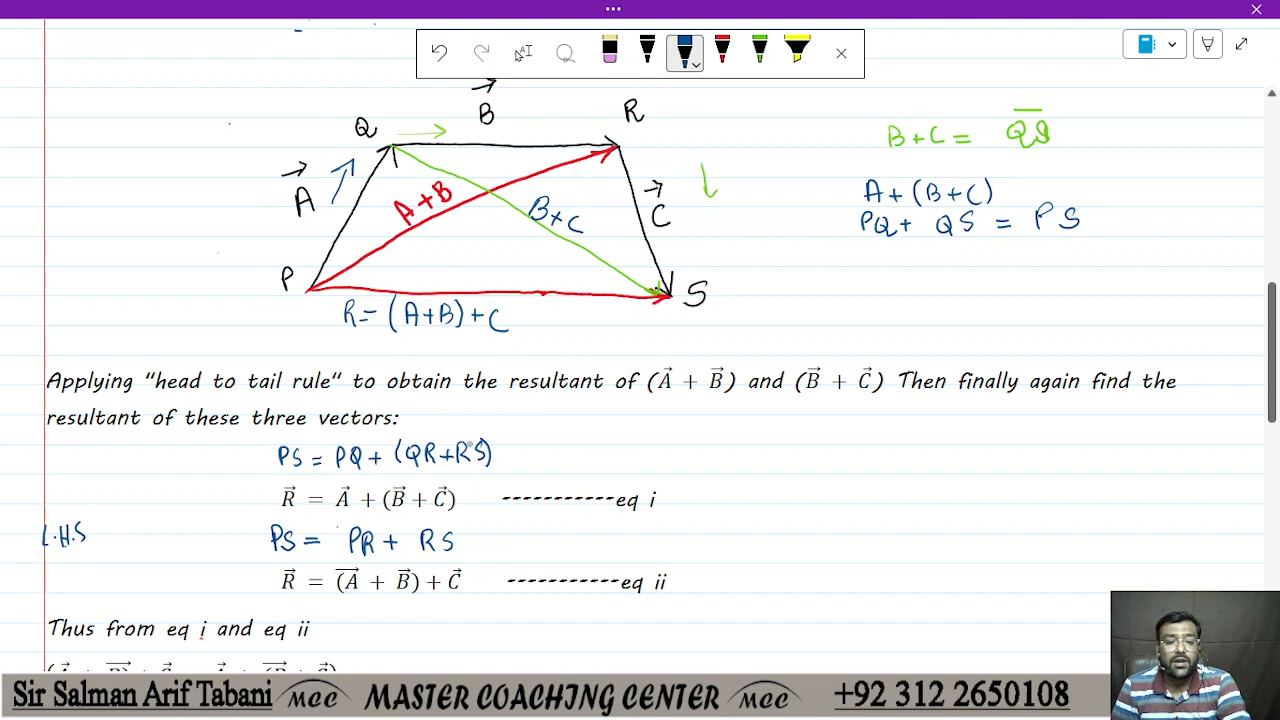 B
Q
R
A
A+B
B+C
C
P
S
R= (A+B)+C
B+C = QS
A+(B+C)
PQ+ QS = PS
Applying “head to tail rule“ to obtain the resultant of (A + B) and (B + C) Then finally again find the
resultant of these three vectors:
PS = PQ+ (QR+RS)
R = A + (B + C) -----------eq i
L.H.S
PS = PR+ RS
R = (A + B) + C -----------eq ii
Thus from eq i and eq ii
Sir Salman Arif Tabani MCC MASTER COACHING CENTER MCC +92 312 2650108